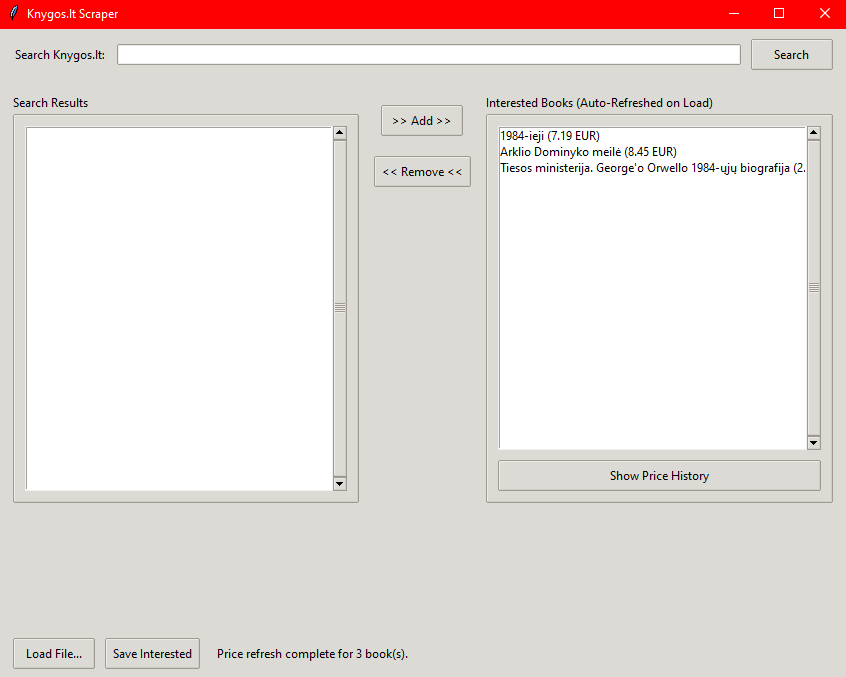 Knygos.lt Scraper
Search Knygos.lt:
Search
Search Results
>> Add >>
<< Remove <<
Interested Books (Auto-Refreshed on Load)
1984-ieji (7.19 EUR)
Arklio Dominyko meilė (8.45 EUR)
Tiesos ministerija. George'o Orwello 1984-ųjų biografija (2.
Show Price History
Load File...
Save Interested
Price refresh complete for 3 book(s).